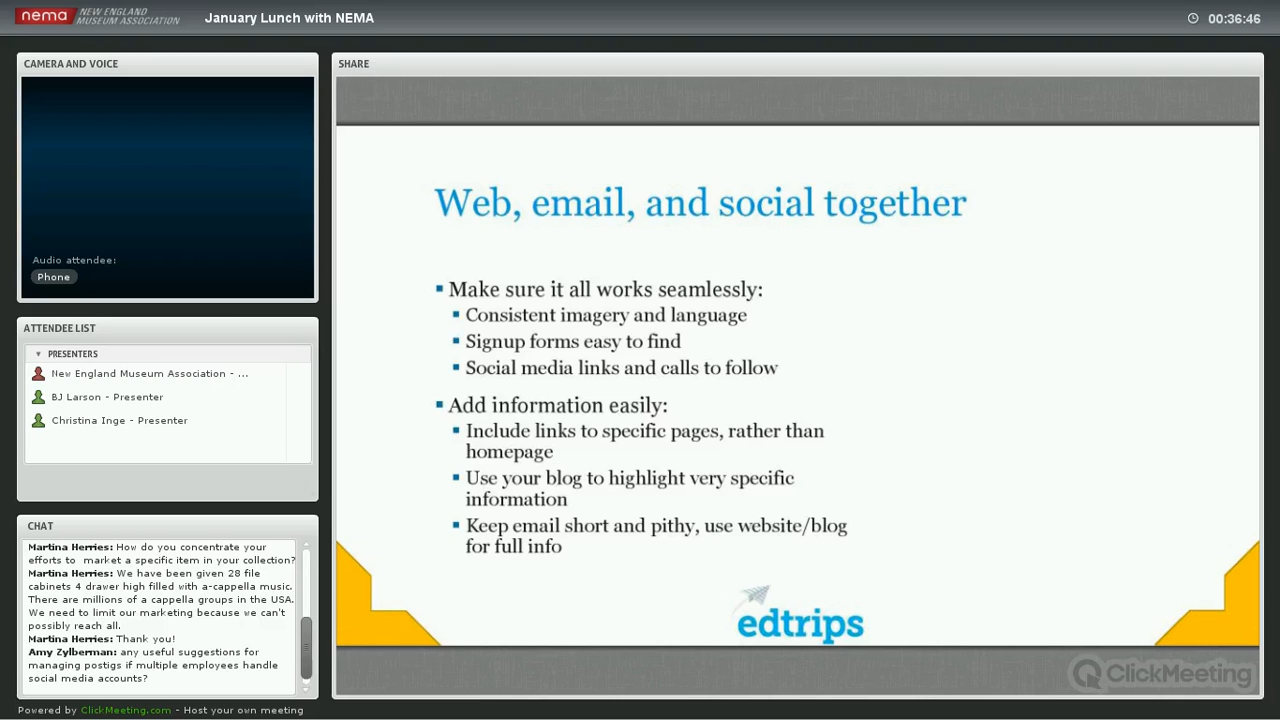 nema NEW ENGLAND
MUSEUM ASSOCIATION
January Lunch with NEMA
00:36:46
CAMERA AND VOICE
Audio attendee:
Phone
ATTENDEE LIST
PRESENTERS
New England Museum Association - ...
BJ Larson - Presenter
Christina Inge - Presenter
CHAT
Martina Herries: How do you concentrate your
efforts to market a specific item in your collection?
Martina Herries: We have been given 28 file
cabinets 4 drawer high filled with a-cappella music.
There are millions of a cappella groups in the USA.
We need to limit our marketing because we can't
possibly reach all.
Martina Herries: Thank you!
Amy Zylberman: any useful suggestions for
managing postigs if multiple employees handle
social media accounts?
SHARE
Web, email, and social together
Make sure it all works seamlessly:
Consistent imagery and language
Signup forms easy to find
Social media links and calls to follow
Add information easily:
Include links to specific pages, rather than
homepage
Use your blog to highlight very specific
information
Keep email short and pithy, use website/blog
for full info
edtrips
ClickMeeting
Powered by ClickMeeting.com - Host your own meeting